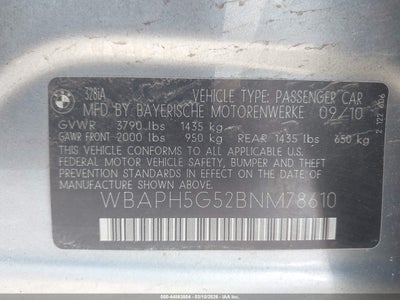 BMW
328iA VEHICLE TYPE: PASSENGER CAR
MFD BY BAYERISCHE MOTORENWERKE 09/10
GVWR 3790 lbs 1435 kg
GAWR FRONT 2000 lbs 950 kg REAR 1435 lbs 650 kg
THIS VEHICLE CONFORMS TO ALL APPLICABLE U.S.
FEDERAL MOTOR VEHICLE SAFETY, BUMPER, AND THEFT
PREVENTION STANDARDS IN EFFECT ON THE DATE OF
MANUFACTURE SHOWN ABOVE.
WBAPH5G52BNM78610